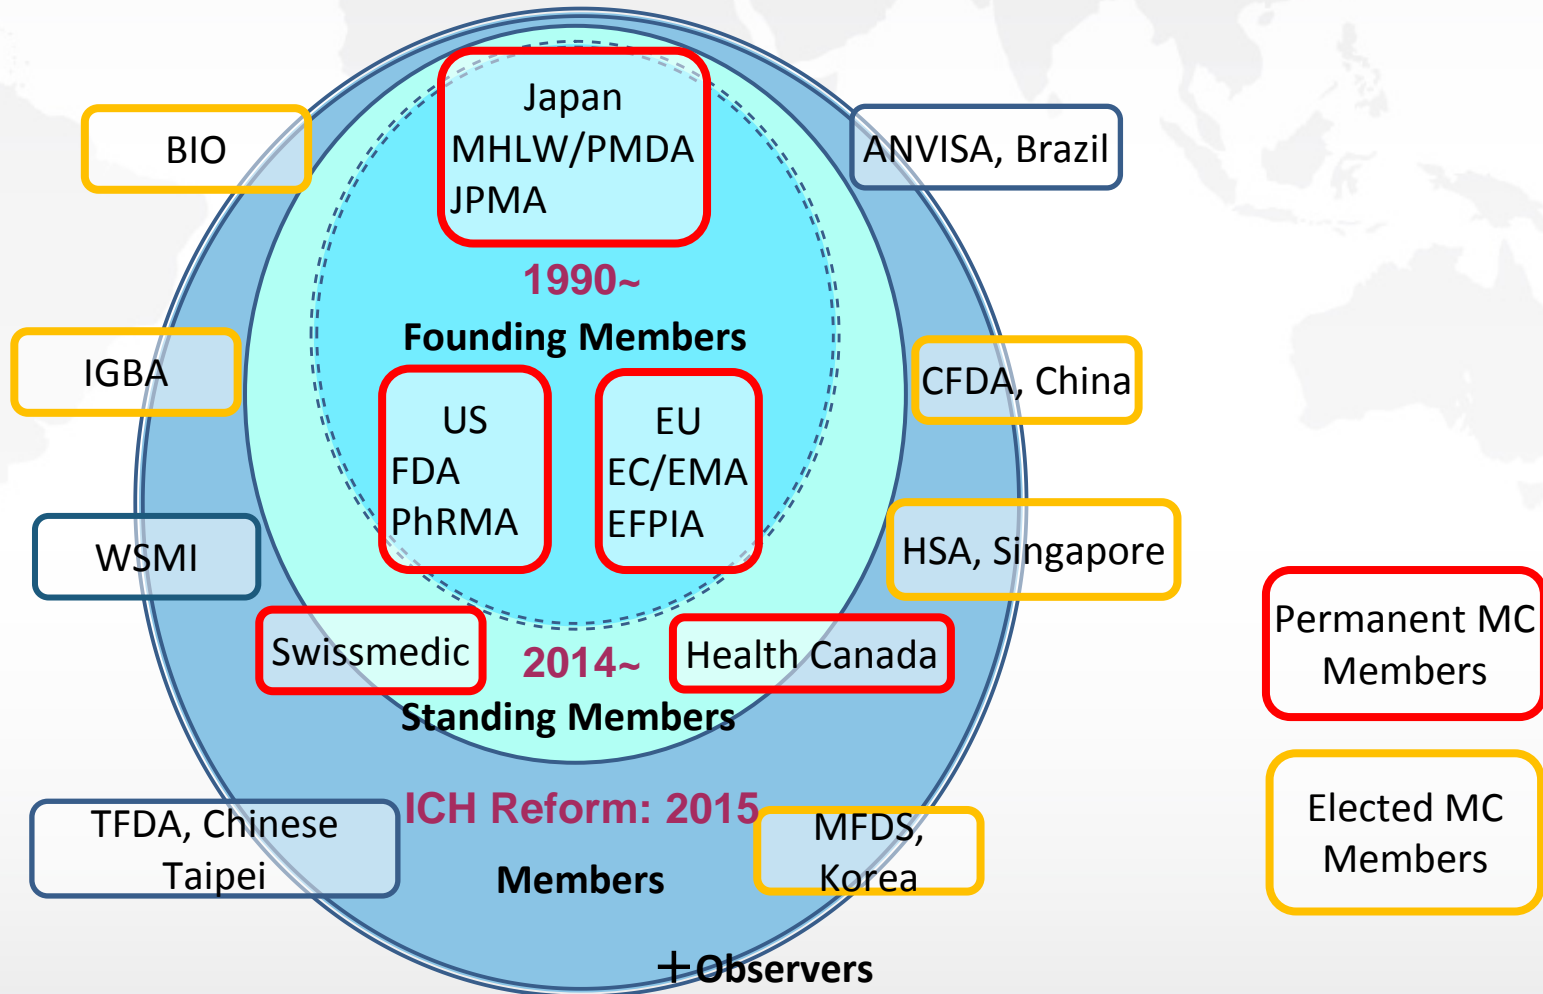 Japan
MHLW/PMDA
JPMA
BIO
ANVISA, Brazil
1990~
Founding Members
IGBA
CFDA, China
US
FDA
PhRMA
EU
EC/EMA
EFPIA
WSMI
HSA, Singapore
Swissmedic
2014~
Health Canada
Standing Members
Permanent MC
Members
ICH Reform: 2015
TFDA, Chinese
Taipei
MFDS,
Korea
Members
Elected MC
Members
+Observers